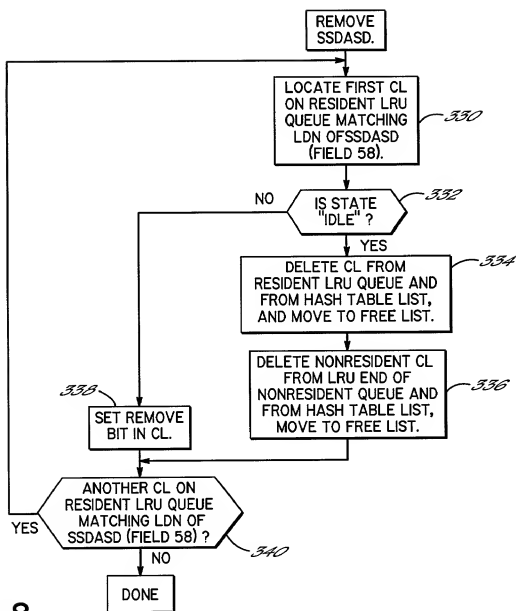 REMOVE
SSDASD.
LOCATE FIRST CL
ON RESIDENT LRU
QUEUE MATCHING
LDN OFSSDASD
(FIELD 58).
330
IS STATE
"IDLE" ?
332
NO
YES
DELETE CL FROM
RESIDENT LRU QUEUE AND
FROM HASH TABLE LIST,
AND MOVE TO FREE LIST.
334
DELETE NONRESIDENT CL
FROM LRU END OF
NONRESIDENT QUEUE AND
FROM HASH TABLE LIST,
MOVE TO FREE LIST.
336
338
SET REMOVE
BIT IN CL.
ANOTHER CL ON
RESIDENT LRU QUEUE
MATCHING LDN OF
SSDASD (FIELD 58) ?
340
YES
NO
DONE